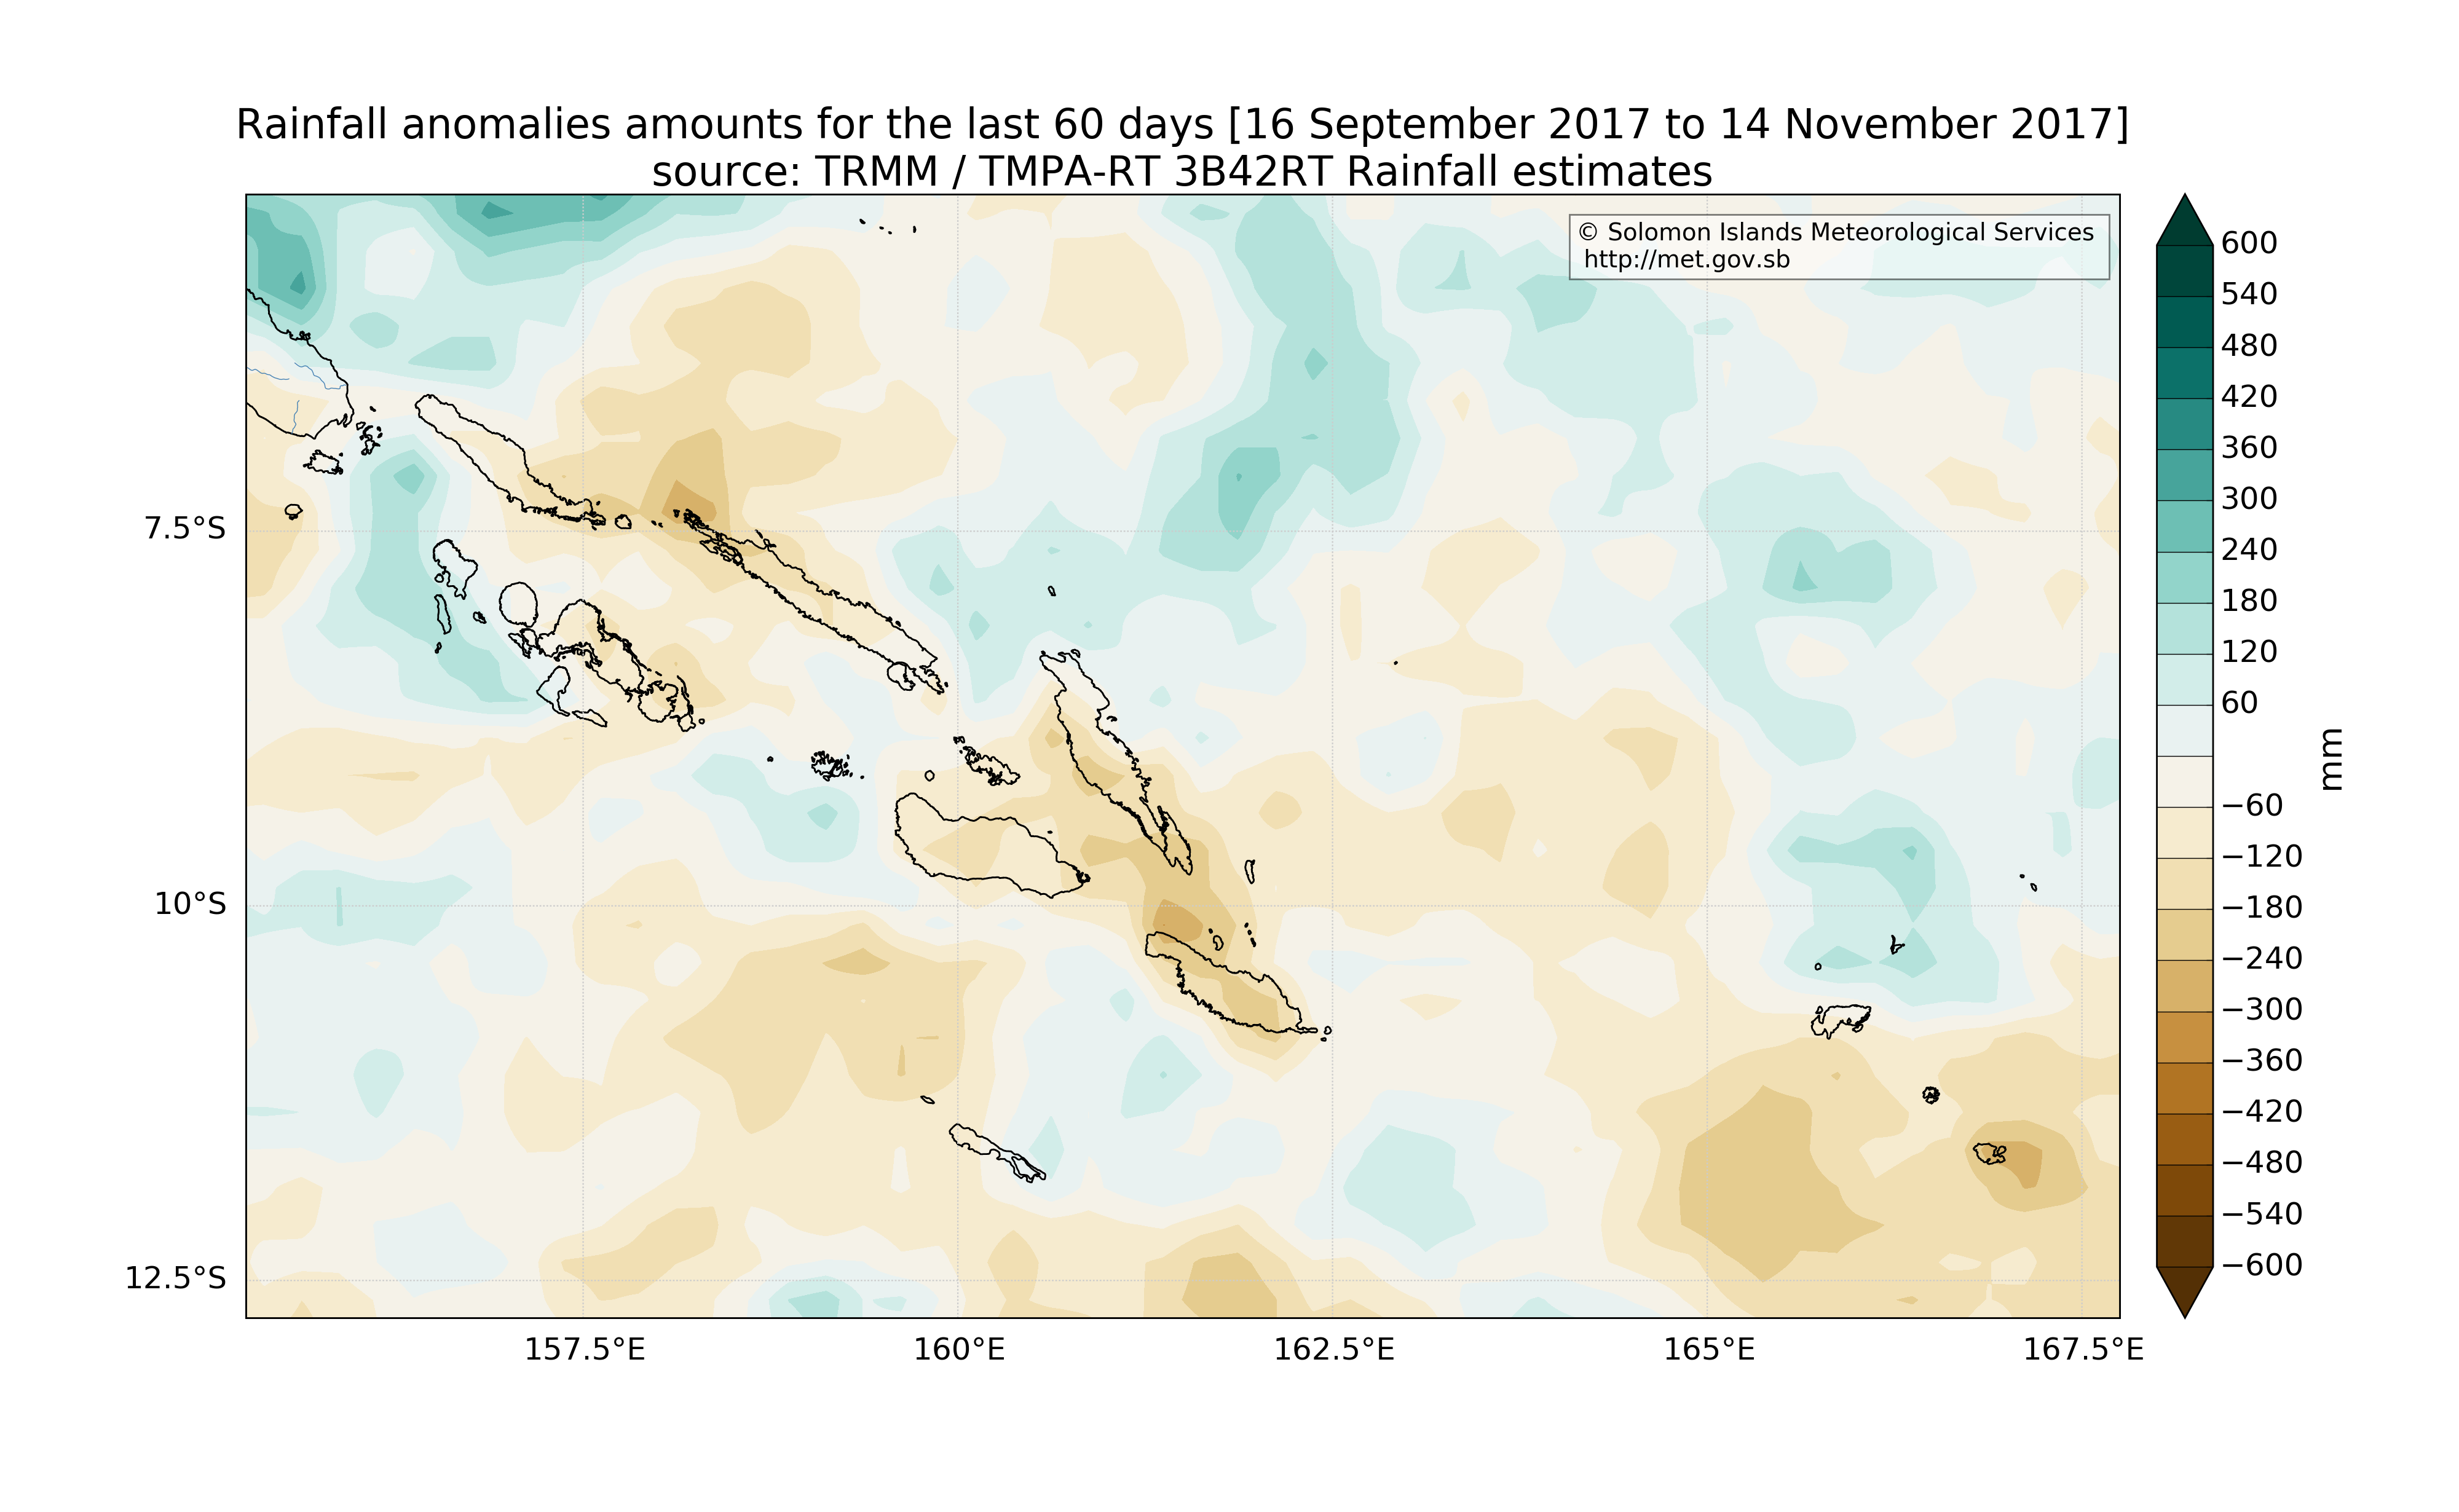 Rainfall anomalies amounts for the last 60 days [16 September 2017 to 14 November 2017]
source: TRMM / TMPA-RT 3B42RT Rainfall estimates
© Solomon Islands Meteorological Services
http://met.gov.sb
7.5°S
10°S
12.5°S
157.5°E
160°E
162.5°E
165°E
167.5°E
600
540
480
420
360
300
240
180
120
60
−60
−120
−180
−240
−300
−360
−420
−480
−540
−600
mm